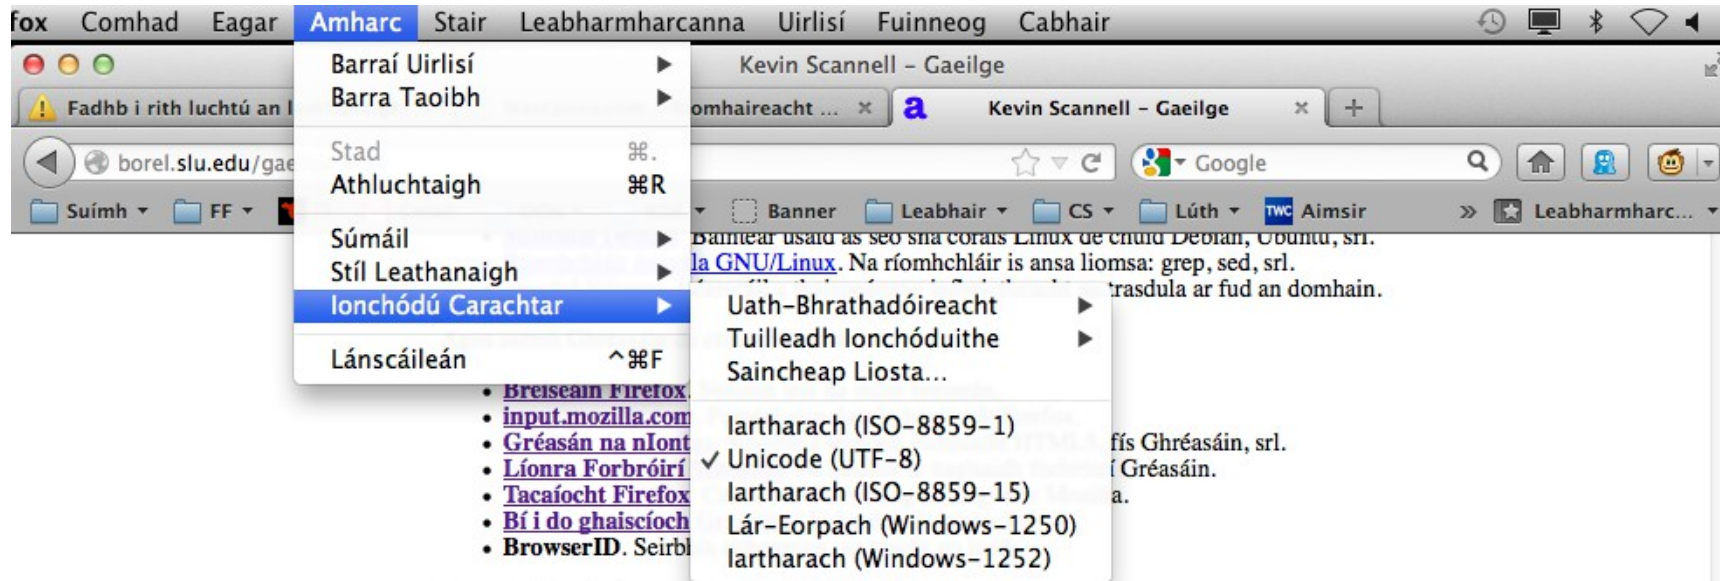 fox Comhad Eagar Amharc Stair Leabharmharcanna Uirlisí Fuinneog Cabhair
Kevin Scannell – Gaeilge
Fadhb i rith luchtú an
omhaireacht ... × a Kevin Scannell – Gaeilge × +
borel.slu.edu/gae
Google
Suímh FF Banner Leabhair CS Lúth TWC Aimsir » Leabharmharc...
Barraí Uirlisí
Barra Taoibh
Stad ⌘.
Athluchtaigh ⌘R
Súmáil
Stíl Leathanaigh
Ionchódú Carachtar
Lánscáileán ^⌘F
Uath-Bhrathadóireacht
Tuilleadh Ionchóduithe
Saincheap Liosta...
Iartharach (ISO-8859-1)
✓ Unicode (UTF-8)
Iartharach (ISO-8859-15)
Lár-Eorpach (Windows-1250)
Iartharach (Windows-1252)
Baintear úsáid as seo sna córais Linux de chuid Debian, Ubuntu, srl.
la GNU/Linux. Na ríomhchláir is ansa liomsa: grep, sed, srl.
trasdula ar fud an domhain.
• Breiseáin Firefox
• input.mozilla.com
• Gréasán na nIont fís Ghréasáin, srl.
• Líonra Forbróirí í Gréasáin.
• Tacaíocht Firefox a.
• Bí i do ghaiscíoch
• BrowserID. Seirbh